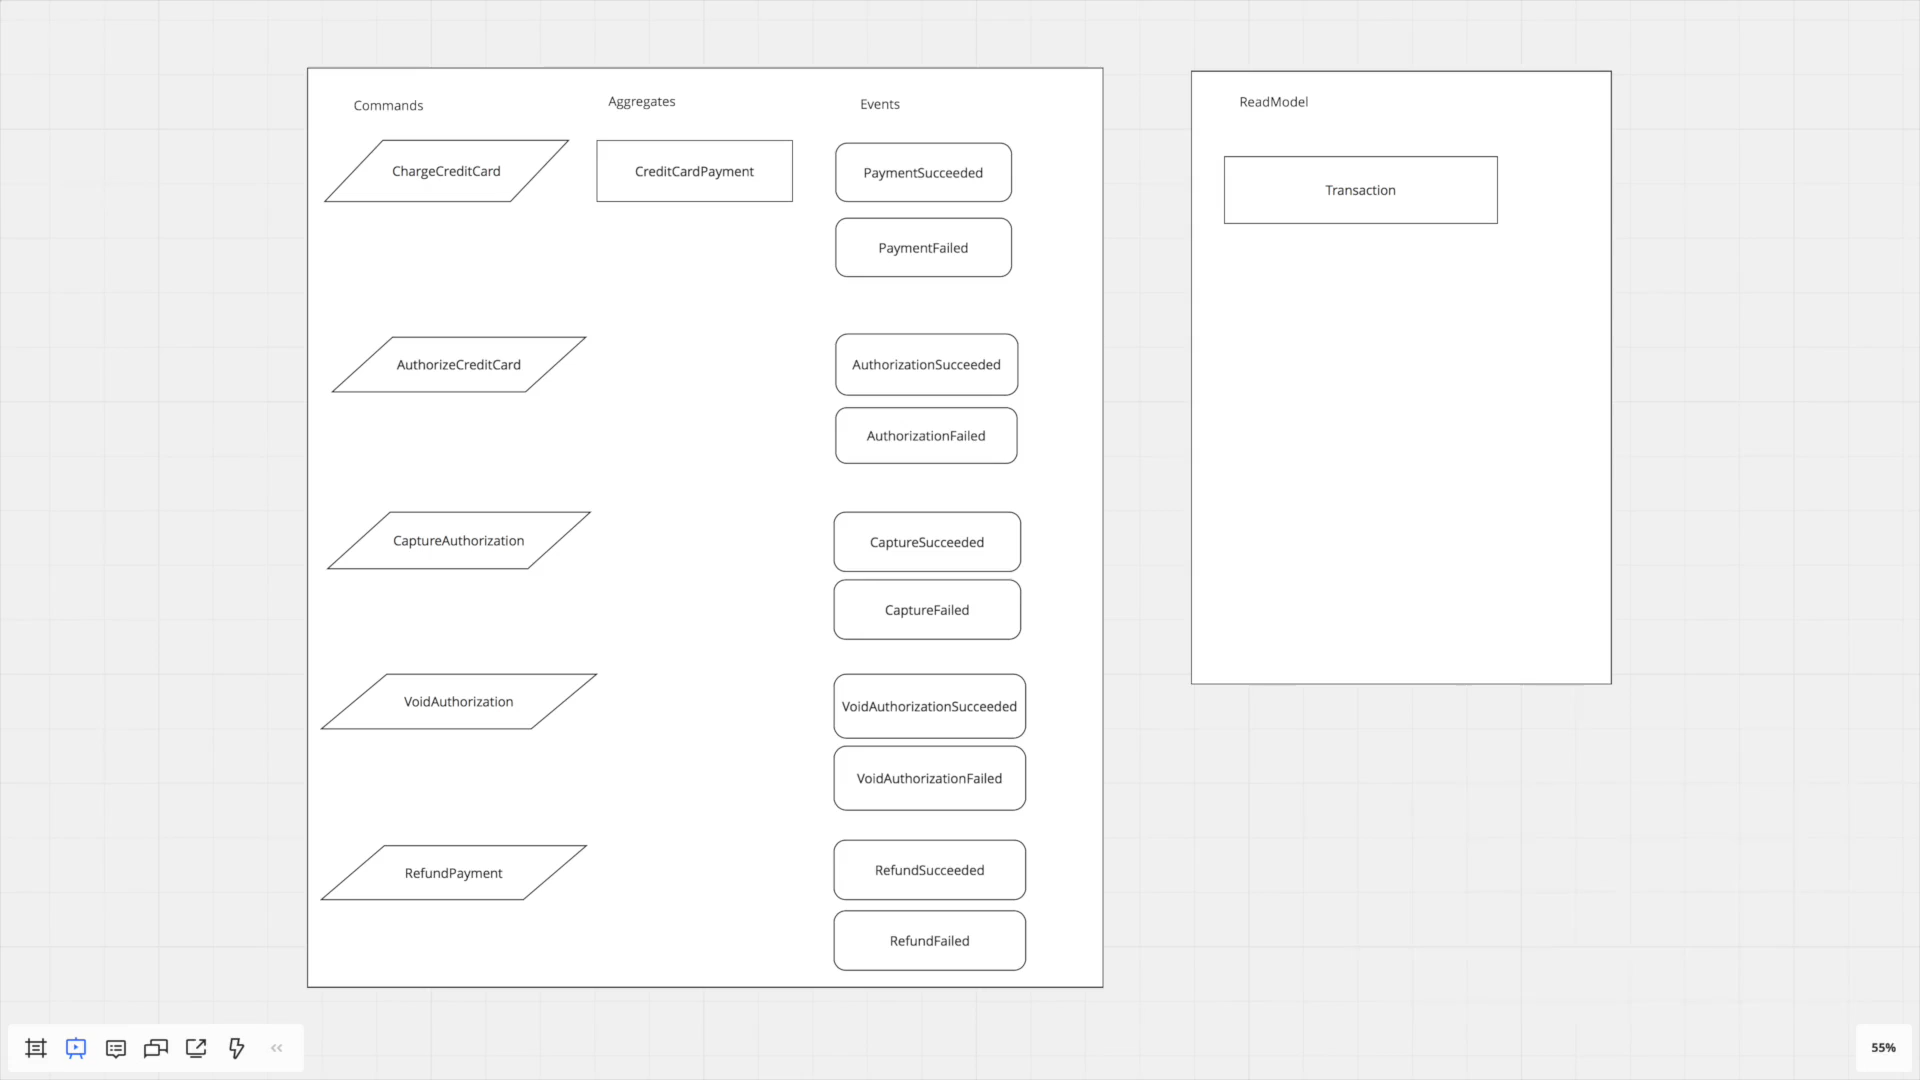 Commands
Aggregates
Events
ReadModel
ChargeCreditCard
CreditCardPayment
PaymentSucceeded
Transaction
PaymentFailed
AuthorizeCreditCard
AuthorizationSucceeded
AuthorizationFailed
CaptureAuthorization
CaptureSucceeded
CaptureFailed
VoidAuthorization
VoidAuthorizationSucceeded
VoidAuthorizationFailed
RefundPayment
RefundSucceeded
RefundFailed
55%